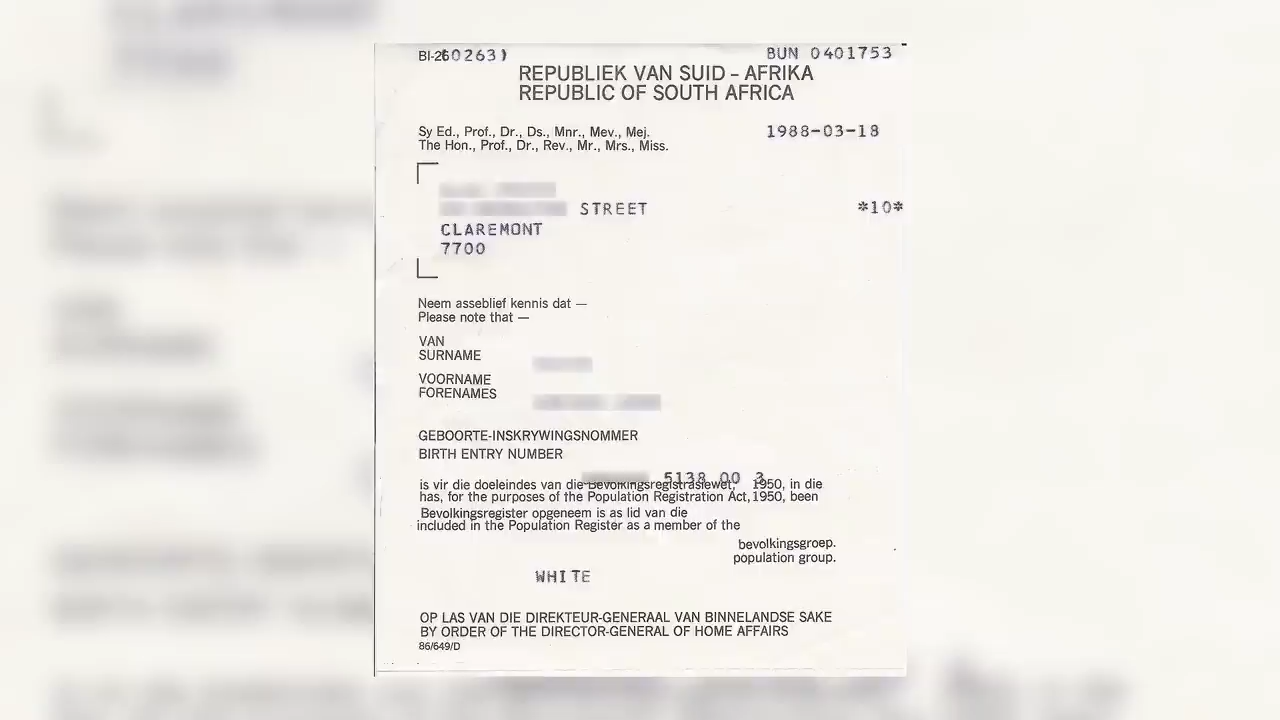 BI-26 (0263) BUN 0401753
REPUBLIEK VAN SUID – AFRIKA
REPUBLIC OF SOUTH AFRICA
Sy Ed., Prof., Dr., Ds., Mnr., Mev., Mej. 1988-03-18
The Hon., Prof., Dr., Rev., Mr., Mrs., Miss.
STREET *10*
CLAREMONT
7700
Neem asseblief kennis dat —
Please note that —
VAN
SURNAME
VOORNAME
FORENAMES
GEBOORTE-INSKRYWINGSNOMMER
BIRTH ENTRY NUMBER
5138 00 3
is vir die doeleindes van die Bevolkingsregistrasiewet, 1950, in die
has, for the purposes of the Population Registration Act, 1950, been
Bevolkingsregister opgeneem is as lid van die
included in the Population Register as a member of the
bevolkingsgroep.
population group.
WHITE
OP LAS VAN DIE DIREKTEUR-GENERAAL VAN BINNELANDSE SAKE
BY ORDER OF THE DIRECTOR-GENERAL OF HOME AFFAIRS
86/649/D